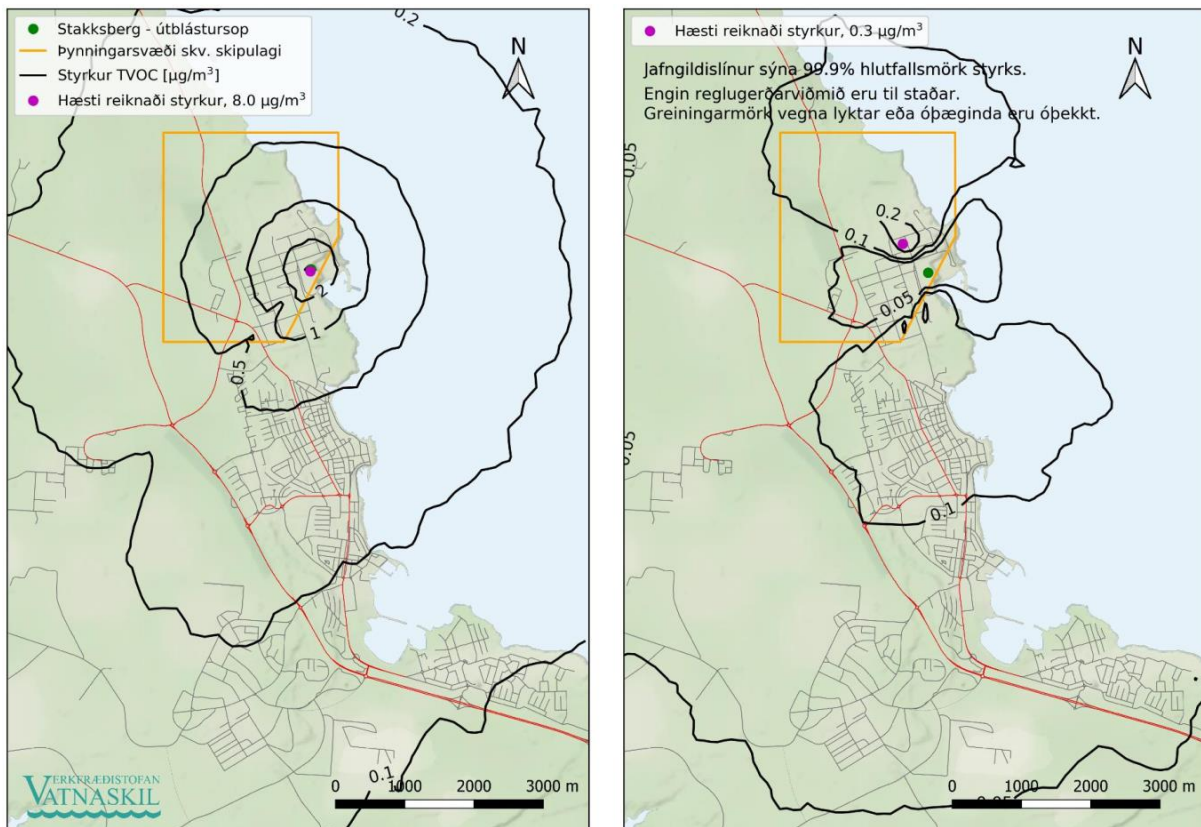 Stakksberg - útblástursop
Þynningarsvæði skv. skipulagi
Styrkur TVOC [µg/m³]
Hæsti reiknaði styrkur, 8.0 µg/m³
0.2
N
2
1
0.5
0.1
VERKFRÆÐISTOFAN
VATNASKIL
0 1000 2000 3000 m
Hæsti reiknaði styrkur, 0.3 µg/m³
N
Jafngildislínur sýna 99.9% hlutfallsmörk styrks.
Engin reglugerðarviðmið eru til staðar.
Greiningarmörk vegna lyktar eða óþæginda eru óþekkt.
0.05
0.2
0.1
0.05
0.05
0.1
0.05
0 1000 2000 3000 m